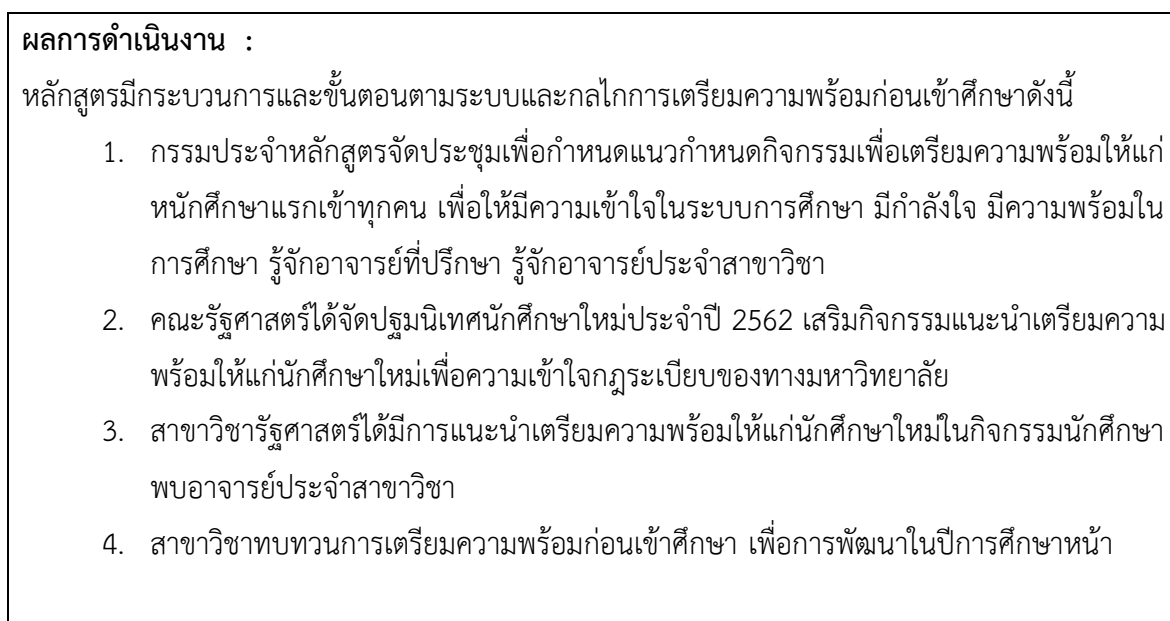 ผลการดำเนินงาน :
หลักสูตรมีกระบวนการและขั้นตอนตามระบบและกลไกการเตรียมความพร้อมก่อนเข้าศึกษาดังนี้
1. กรรมประจำหลักสูตรจัดประชุมเพื่อกำหนดแนวกำหนดกิจกรรมเพื่อเตรียมความพร้อมให้แก่
หนักศึกษาแรกเข้าทุกคน เพื่อให้มีความเข้าใจในระบบการศึกษา มีกำลังใจ มีความพร้อมใน
การศึกษา รู้จักอาจารย์ที่ปรึกษา รู้จักอาจารย์ประจำสาขาวิชา
2. คณะรัฐศาสตร์ได้จัดปฐมนิเทศนักศึกษาใหม่ประจำปี 2562 เสริมกิจกรรมแนะนำเตรียมความ
พร้อมให้แก่นักศึกษาใหม่เพื่อความเข้าใจกฎระเบียบของทางมหาวิทยาลัย
3. สาขาวิชารัฐศาสตร์ได้มีการแนะนำเตรียมความพร้อมให้แก่นักศึกษาใหม่ในกิจกรรมนักศึกษา
พบอาจารย์ประจำสาขาวิชา
4. สาขาวิชาทบทวนการเตรียมความพร้อมก่อนเข้าศึกษา เพื่อการพัฒนาในปีการศึกษาหน้า